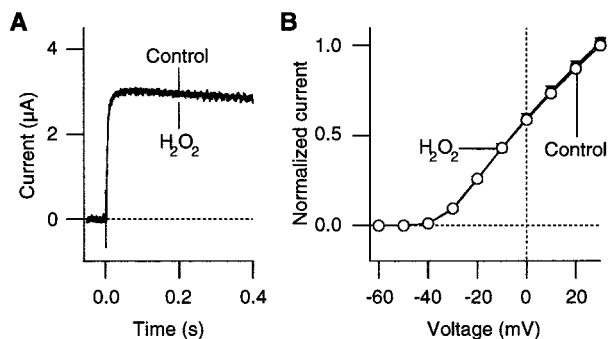 A
Current (μA)
4
2
0
Control
H₂O₂
0.0 0.2 0.4
Time (s)
B
Normalized current
1.0
0.5
0.0
H₂O₂
Control
-60 -40 -20 0 20
Voltage (mV)